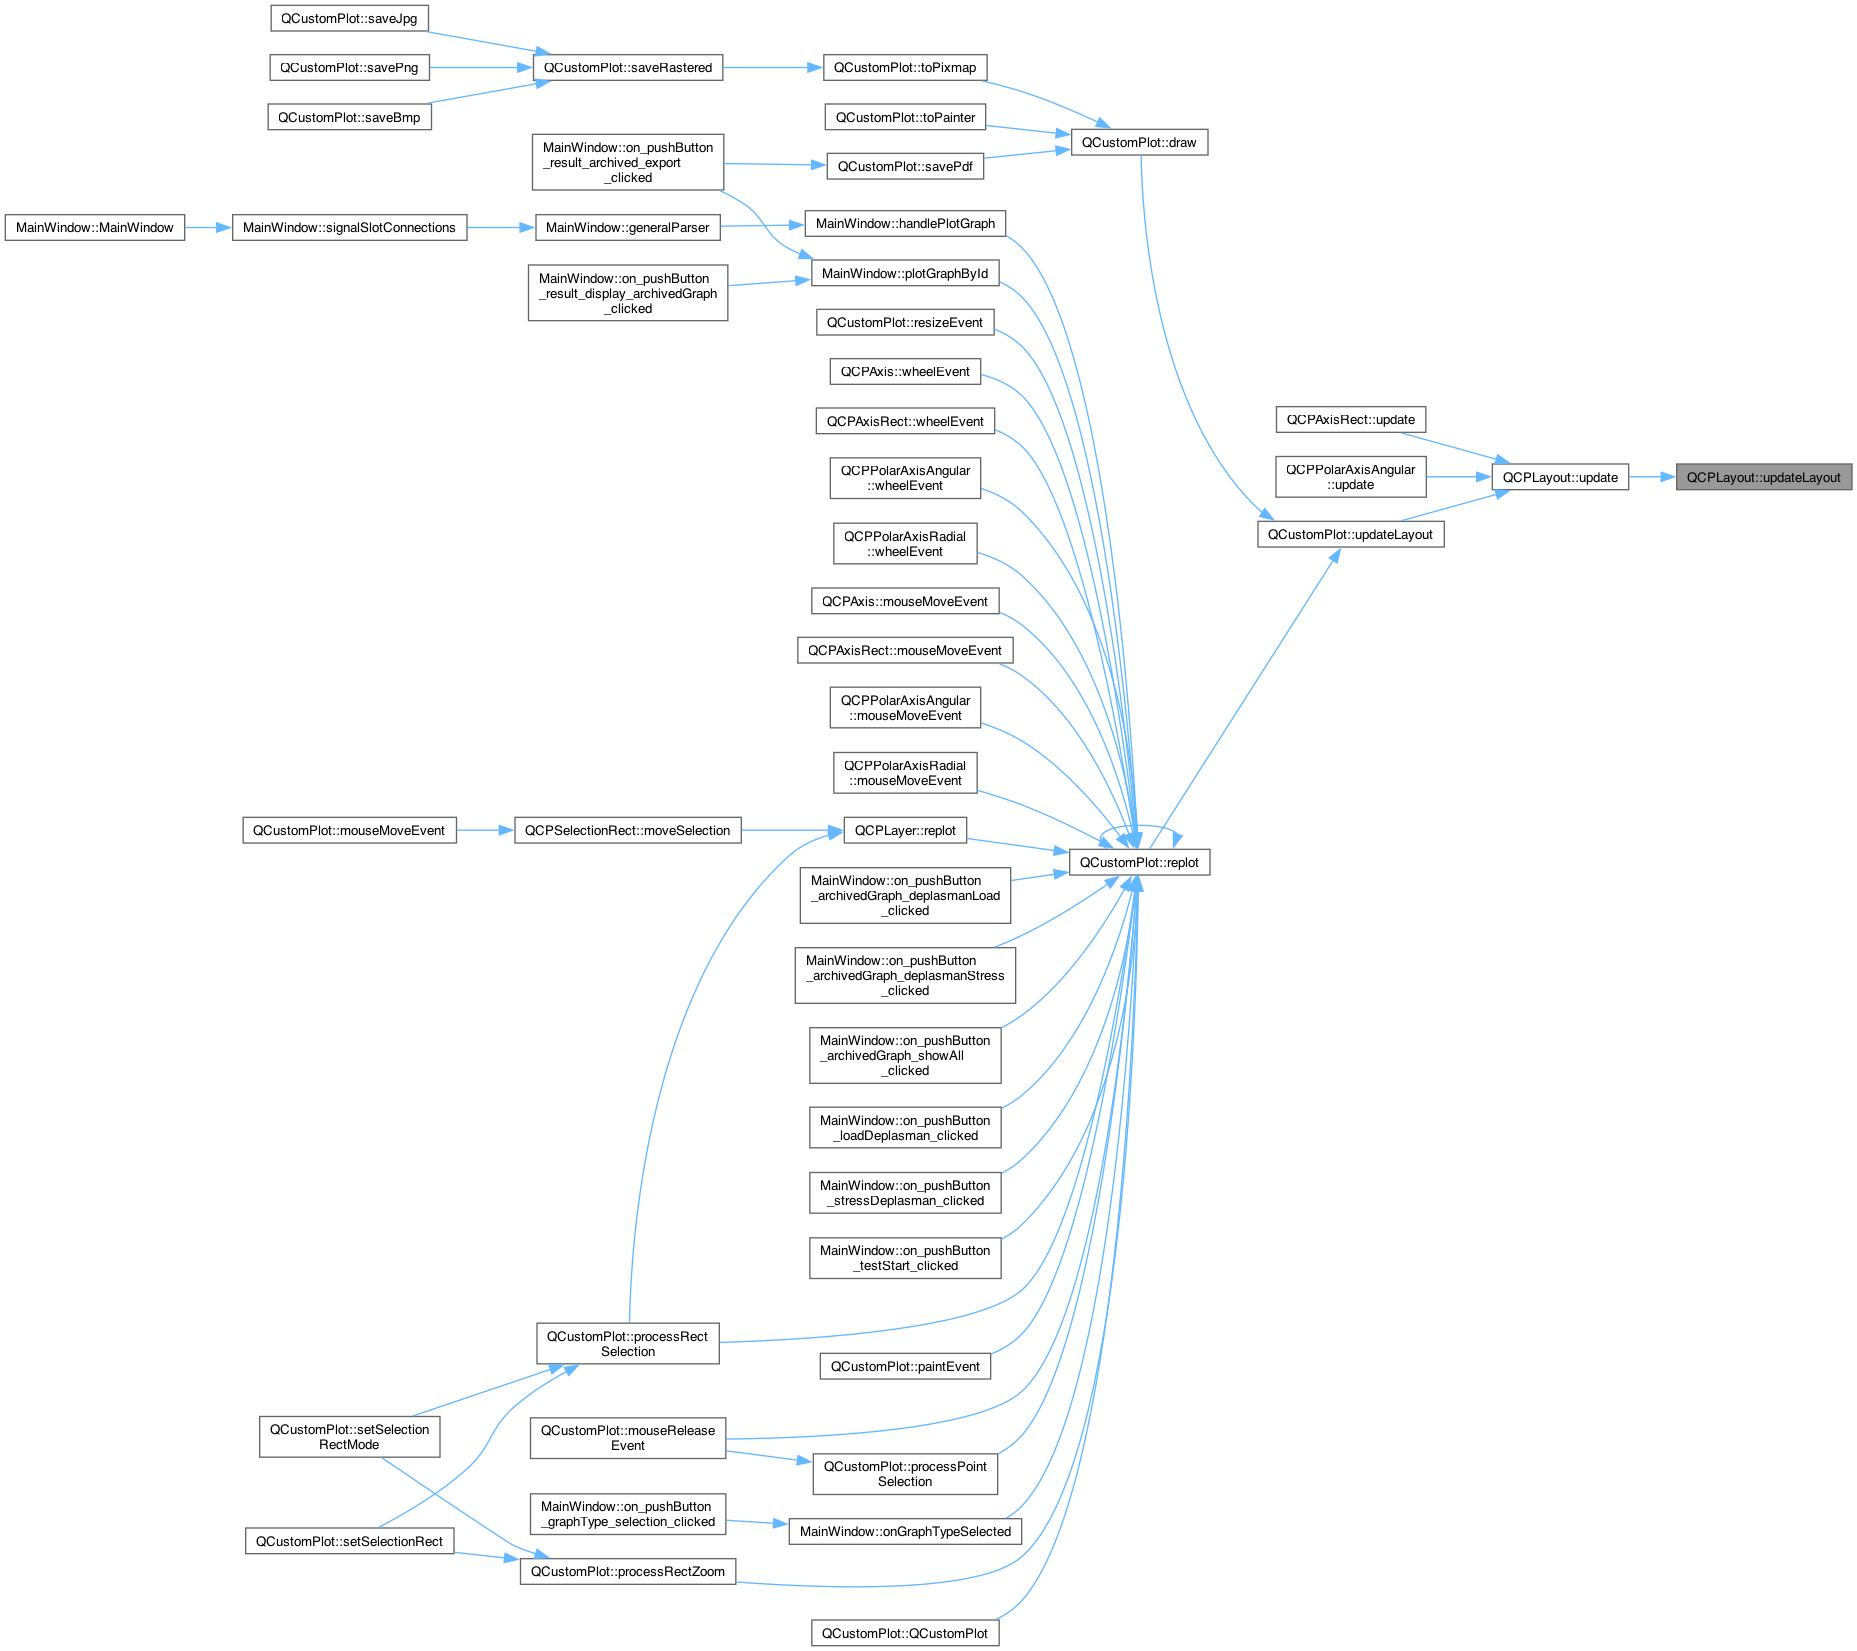 QCustomPlot::saveJpg
QCustomPlot::savePng
QCustomPlot::saveBmp
QCustomPlot::saveRastered
QCustomPlot::toPixmap
QCustomPlot::toPainter
QCustomPlot::draw
MainWindow::on_pushButton
_result_archived_export
_clicked
QCustomPlot::savePdf
MainWindow::MainWindow
MainWindow::signalSlotConnections
MainWindow::generalParser
MainWindow::handlePlotGraph
MainWindow::on_pushButton
_result_display_archivedGraph
_clicked
MainWindow::plotGraphById
QCustomPlot::resizeEvent
QCPAxis::wheelEvent
QCPAxisRect::wheelEvent
QCPPolarAxisAngular
::wheelEvent
QCPPolarAxisRadial
::wheelEvent
QCPAxis::mouseMoveEvent
QCPAxisRect::mouseMoveEvent
QCPPolarAxisAngular
::mouseMoveEvent
QCPPolarAxisRadial
::mouseMoveEvent
QCPAxisRect::update
QCPPolarAxisAngular
::update
QCPLayout::update
QCPLayout::updateLayout
QCustomPlot::updateLayout
QCustomPlot::mouseMoveEvent
QCPSelectionRect::moveSelection
QCPLayer::replot
QCustomPlot::replot
MainWindow::on_pushButton
_archivedGraph_deplasmanLoad
_clicked
MainWindow::on_pushButton
_archivedGraph_deplasmanStress
_clicked
MainWindow::on_pushButton
_archivedGraph_showAll
_clicked
MainWindow::on_pushButton
_loadDeplasman_clicked
MainWindow::on_pushButton
_stressDeplasman_clicked
MainWindow::on_pushButton
_testStart_clicked
QCustomPlot::processRect
Selection
QCustomPlot::paintEvent
QCustomPlot::setSelection
RectMode
QCustomPlot::mouseRelease
Event
QCustomPlot::processPoint
Selection
MainWindow::on_pushButton
_graphType_selection_clicked
MainWindow::onGraphTypeSelected
QCustomPlot::setSelectionRect
QCustomPlot::processRectZoom
QCustomPlot::QCustomPlot